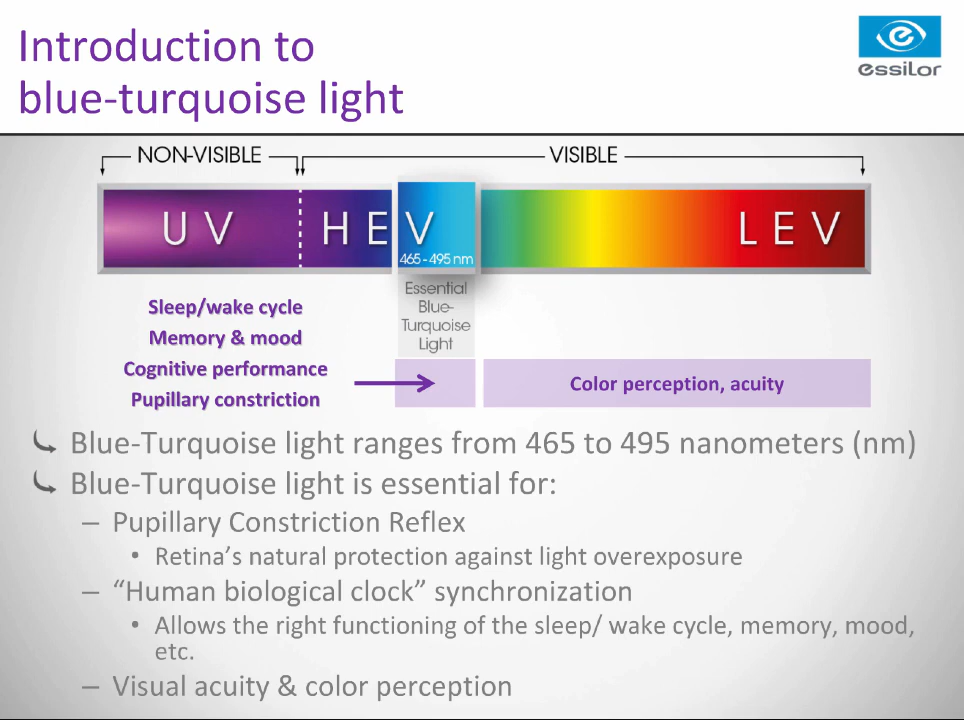 Introduction to
blue-turquoise light
essilor
NON-VISIBLE
VISIBLE
UV
HEV
LEV
465-495 nm
Essential
Blue-
Turquoise
Light
Sleep/wake cycle
Memory & mood
Cognitive performance
Pupillary constriction
Color perception, acuity
Blue-Turquoise light ranges from 465 to 495 nanometers (nm)
Blue-Turquoise light is essential for:
– Pupillary Constriction Reflex
• Retina’s natural protection against light overexposure
– “Human biological clock” synchronization
• Allows the right functioning of the sleep/ wake cycle, memory, mood,
etc.
– Visual acuity & color perception